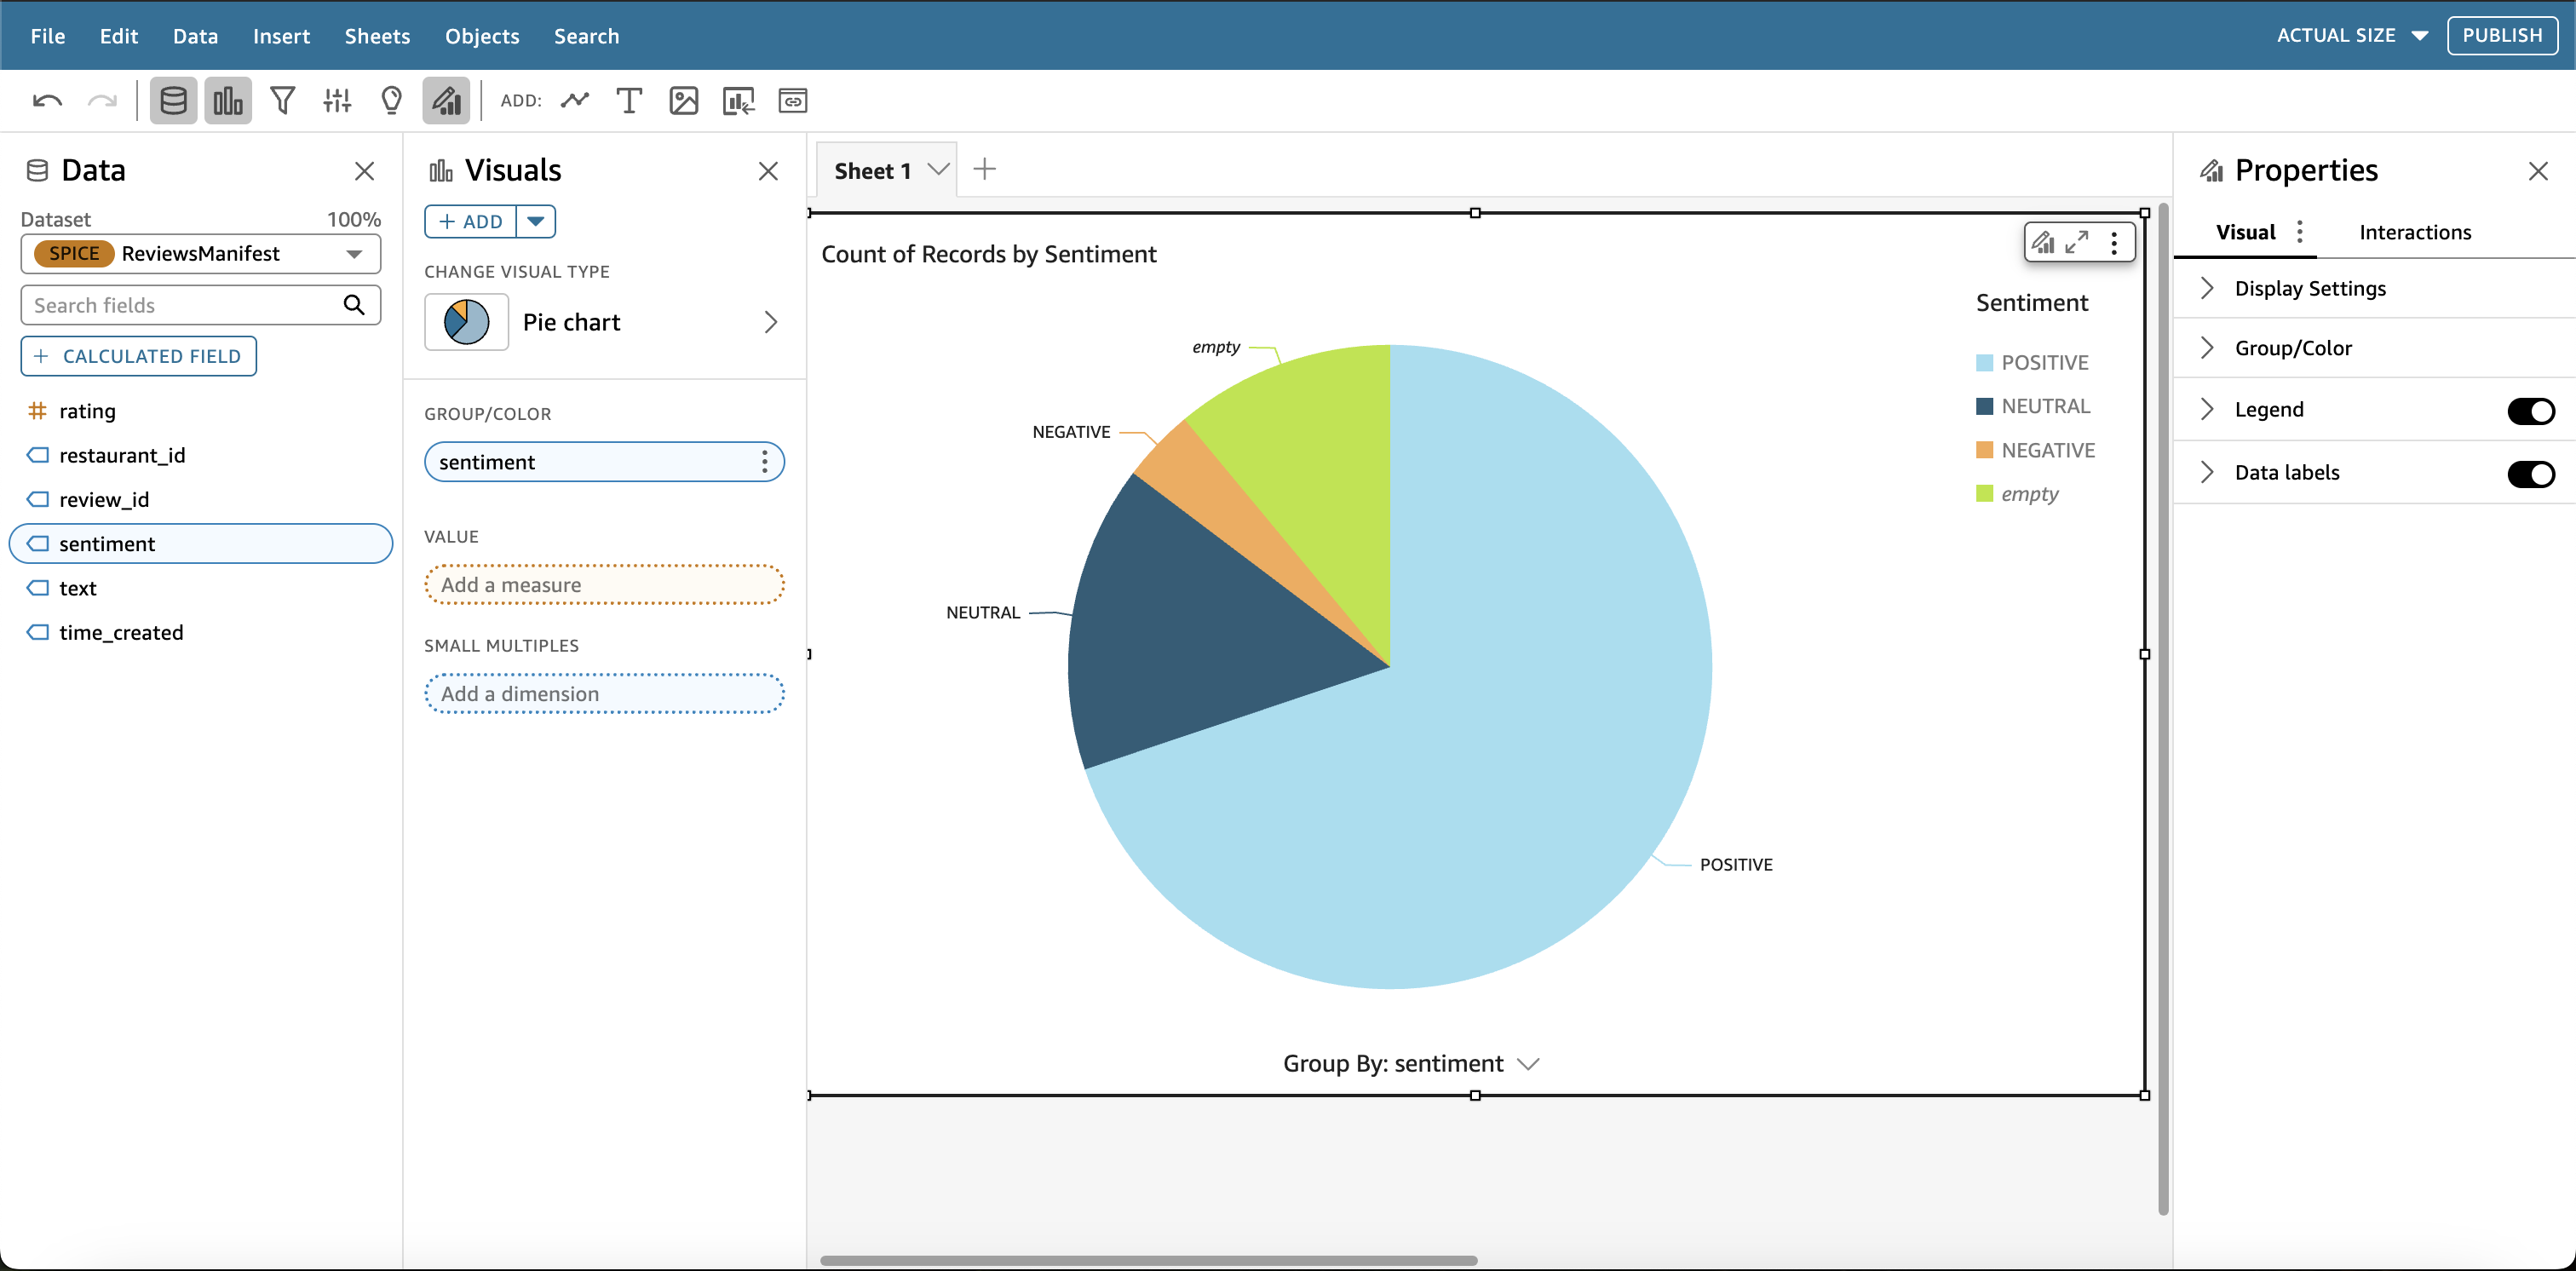 File Edit Data Insert Sheets Objects Search ACTUAL SIZE PUBLISH
ADD:
Data
Dataset 100%
SPICE ReviewsManifest
Search fields
+ CALCULATED FIELD
rating
restaurant_id
review_id
sentiment
text
time_created
Visuals
+ ADD
CHANGE VISUAL TYPE
Pie chart
GROUP/COLOR
sentiment
VALUE
Add a measure
SMALL MULTIPLES
Add a dimension
Sheet 1
Count of Records by Sentiment
empty
NEGATIVE
NEUTRAL
POSITIVE
Sentiment
POSITIVE
NEUTRAL
NEGATIVE
empty
Group By: sentiment
Properties
Visual Interactions
Display Settings
Group/Color
Legend
Data labels